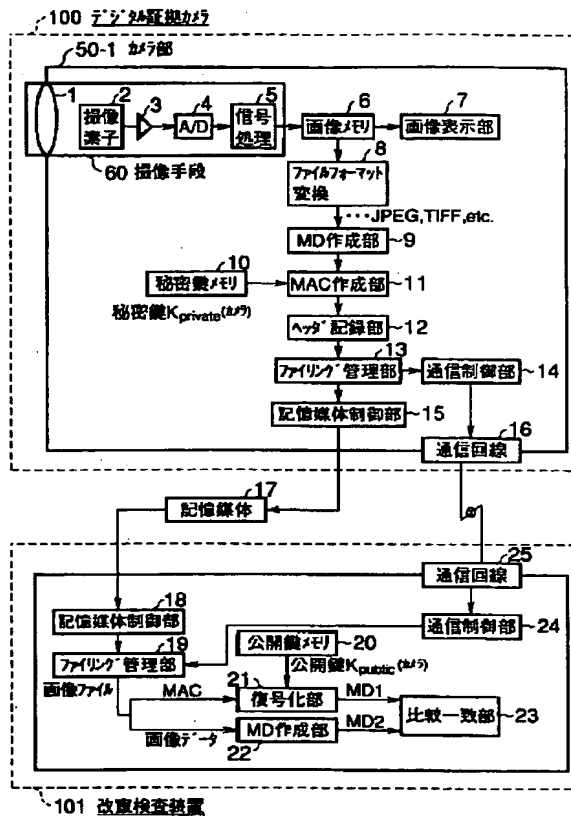 100 デジタル証拠カメラ
50-1 カメラ部
1
2
3
4
5
6
7
撮像
素子
A/D
信号
処理
画像メモリ
画像表示部
60 撮像手段
8
ファイルフォーマット
変換
・・・JPEG,TIFF,etc.
MD作成部
9
10
秘密鍵メモリ
MAC作成部
11
秘密鍵Kprivate(カメラ)
ヘッダ記録部
12
13
ファイリング管理部
通信制御部
14
記憶媒体制御部
15
16
通信回線
17
記憶媒体
25
通信回線
18
記憶媒体制御部
19
ファイリング管理部
公開鍵メモリ
20
通信制御部
24
画像ファイル
公開鍵Kpublic(カメラ)
MAC
21
復号化部
MD1
比較一致部
23
画像データ
MD作成部
MD2
22
101 改竄検査装置